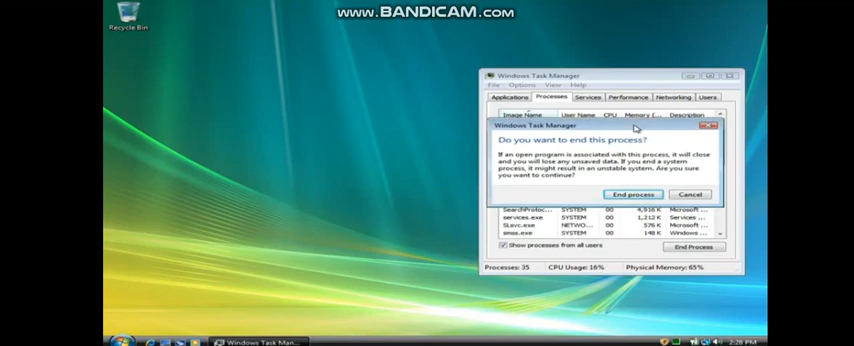 WWW.BANDICAM.COM
Recycle Bin
Windows Task Manager
File Options View Help
Applications Processes Services Performance Networking Users
Image Name User Name CPU Memory (... Description
Windows Task Manager
Do you want to end this process?
If an open program is associated with this process, it will close
and you will lose any unsaved data. If you end a system
process, it might result in an unstable system. Are you sure
you want to continue?
End process Cancel
SearchProtoc... SYSTEM 00 4,916 K Microsoft ...
services.exe SYSTEM 00 1,212 K Services ...
SLsvc.exe NETWO... 00 576 K Microsoft ...
smss.exe SYSTEM 00 148 K Windows ...
Show processes from all users End Process
Processes: 35 CPU Usage: 16% Physical Memory: 65%
Windows Task Man... 2:28 PM